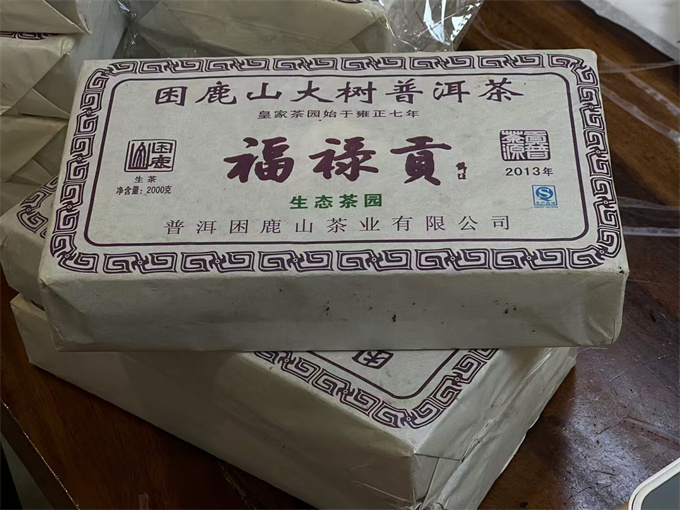 困鹿山大树普洱茶
皇家茶园始于雍正七年
困鹿山
福禄贡
生茶
净含量：2000克
2013年
生态茶园
普洱困鹿山茶业有限公司
困